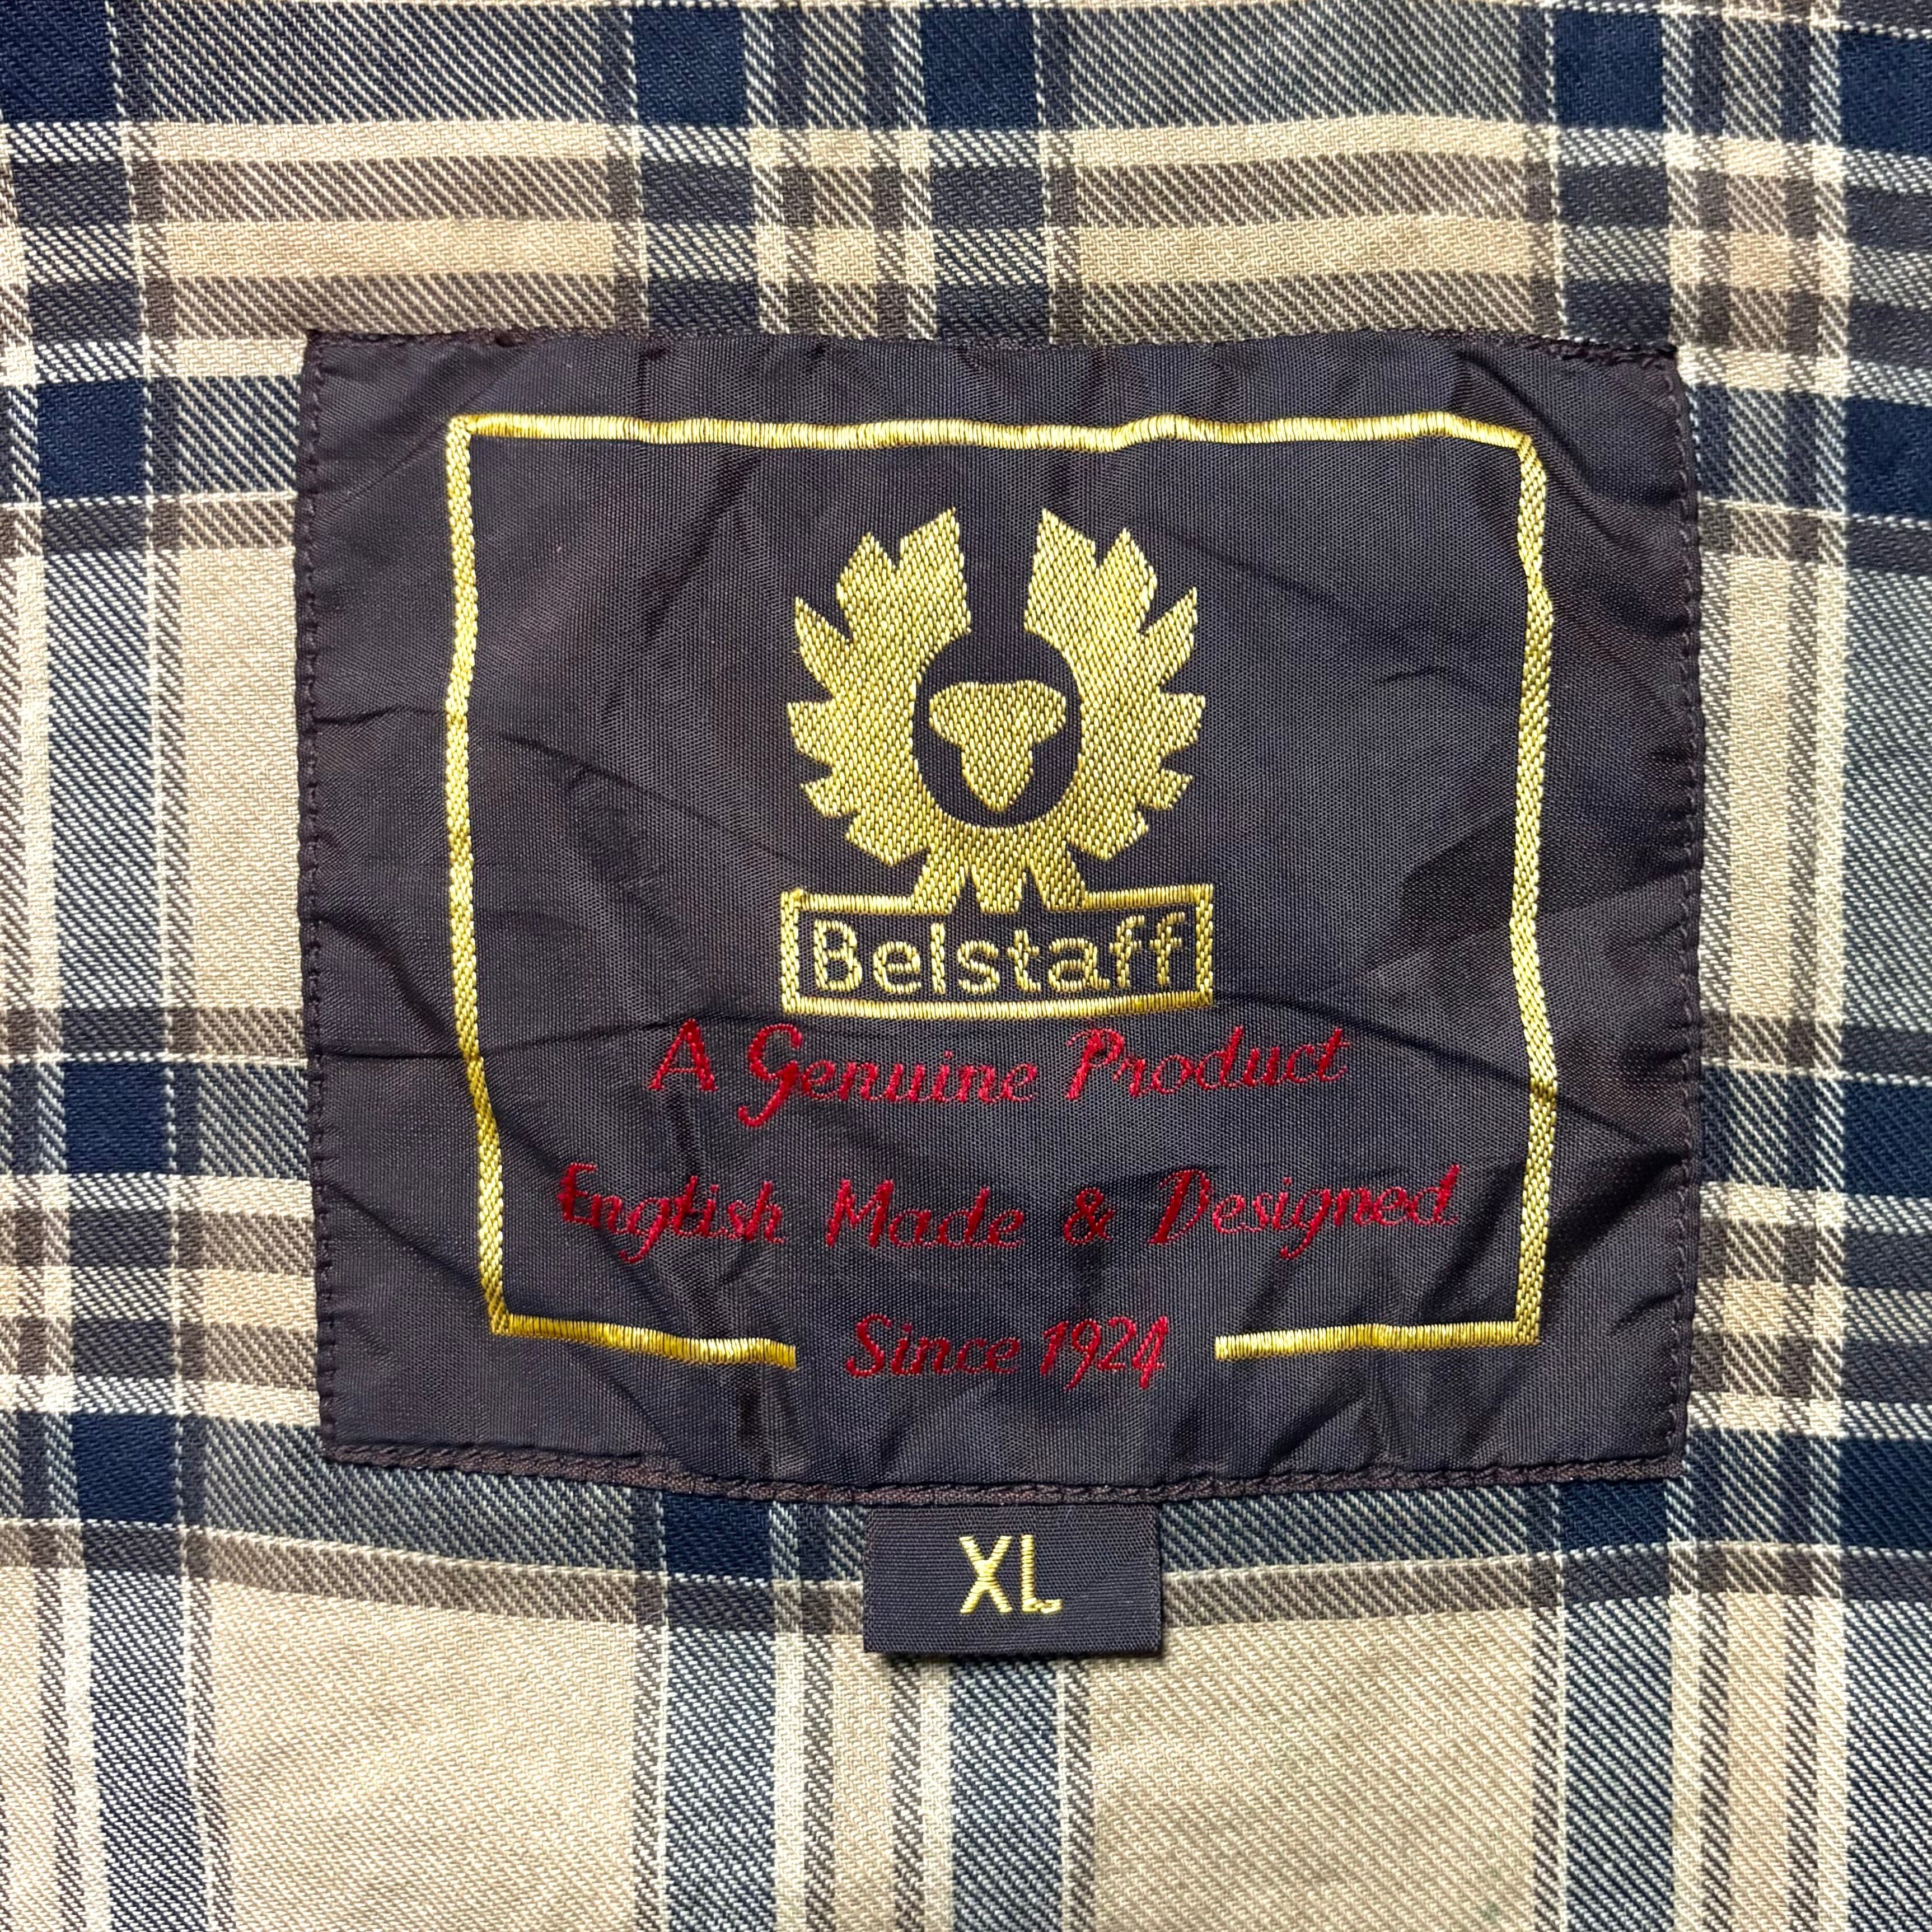 Belstaff
A Genuine Product
English Made & Designed
Since 1924
XL